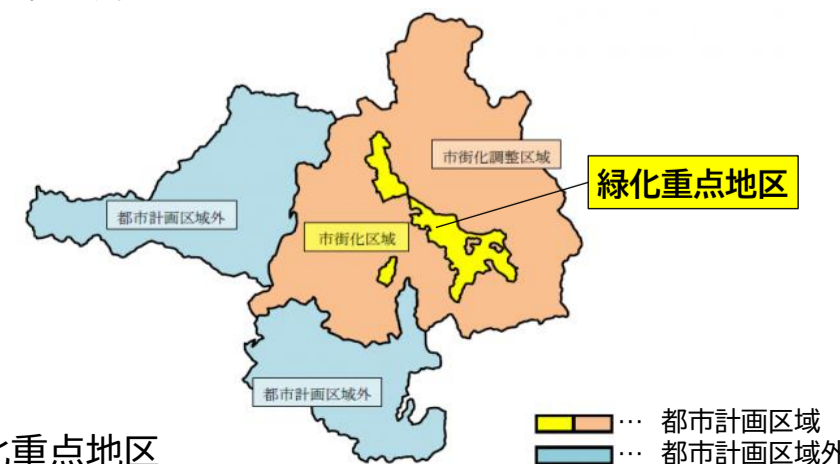 市街化調整区域
緑化重点地区
都市計画区域外
市街化区域
都市計画区域外
… 都市計画区域
… 都市計画区域外
重点地区